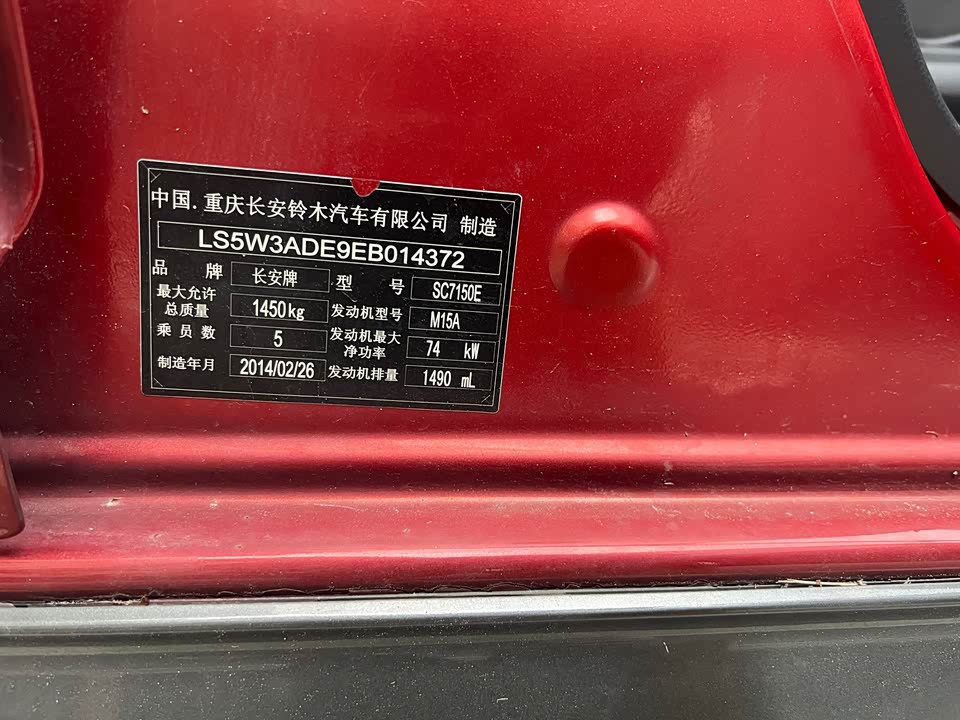 中国.重庆长安铃木汽车有限公司 制造
LS5W3ADE9EB014372
品 牌 长安牌 型 号 SC7150E
最大允许总质量 1450kg 发动机型号 M15A
乘员数 5 发动机最大净功率 74 kW
制造年月 2014/02/26 发动机排量 1490 mL